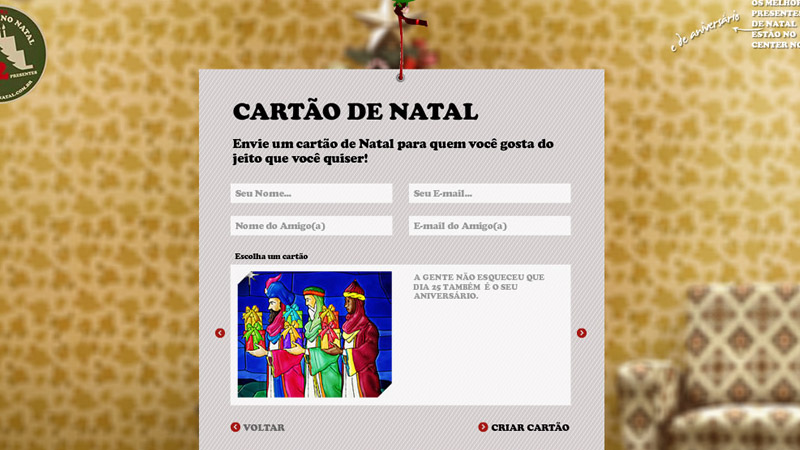 NO NATAL
PRESENTES
NATAL.COM.BR
e de aniversário
OS MELHOR
PRESENTE
DE NATAL
ESTÃO NO
CENTER NO
CARTÃO DE NATAL
Envie um cartão de Natal para quem você gosta do
jeito que você quiser!
Seu Nome...
Seu E-mail...
Nome do Amigo(a)
E-mail do Amigo(a)
Escolha um cartão
A GENTE NÃO ESQUECEU QUE
DIA 25 TAMBÉM É O SEU
ANIVERSÁRIO.
VOLTAR
CRIAR CARTÃO